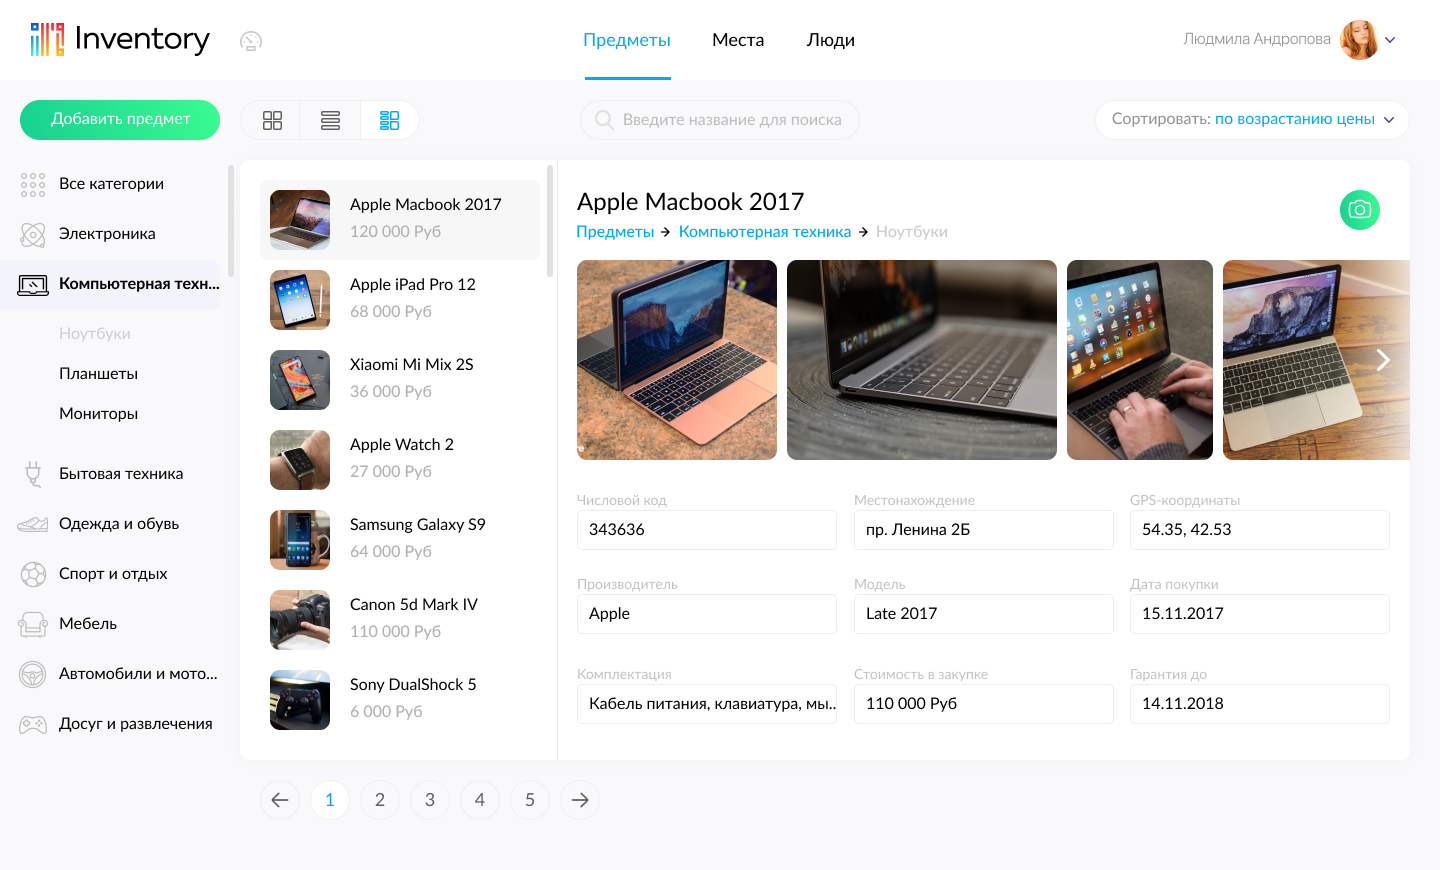 Inventory
Предметы
Места
Люди
Людмила Андропова
Добавить предмет
Введите название для поиска
Сортировать: по возрастанию цены
Все категории
Электроника
Компьютерная техн...
Ноутбуки
Планшеты
Мониторы
Бытовая техника
Одежда и обувь
Спорт и отдых
Мебель
Автомобили и мото...
Досуг и развлечения
Apple Macbook 2017
120 000 Руб
Apple iPad Pro 12
68 000 Руб
Xiaomi Mi Mix 2S
36 000 Руб
Apple Watch 2
27 000 Руб
Samsung Galaxy S9
64 000 Руб
Canon 5d Mark IV
110 000 Руб
Sony DualShock 5
6 000 Руб
Apple Macbook 2017
Предметы → Компьютерная техника → Ноутбуки
Числовой код
343636
Местонахождение
пр. Ленина 2Б
GPS-координаты
54.35, 42.53
Производитель
Apple
Модель
Late 2017
Дата покупки
15.11.2017
Комплектация
Кабель питания, клавиатура, мы..
Стоимость в закупке
110 000 Руб
Гарантия до
14.11.2018
1
2
3
4
5